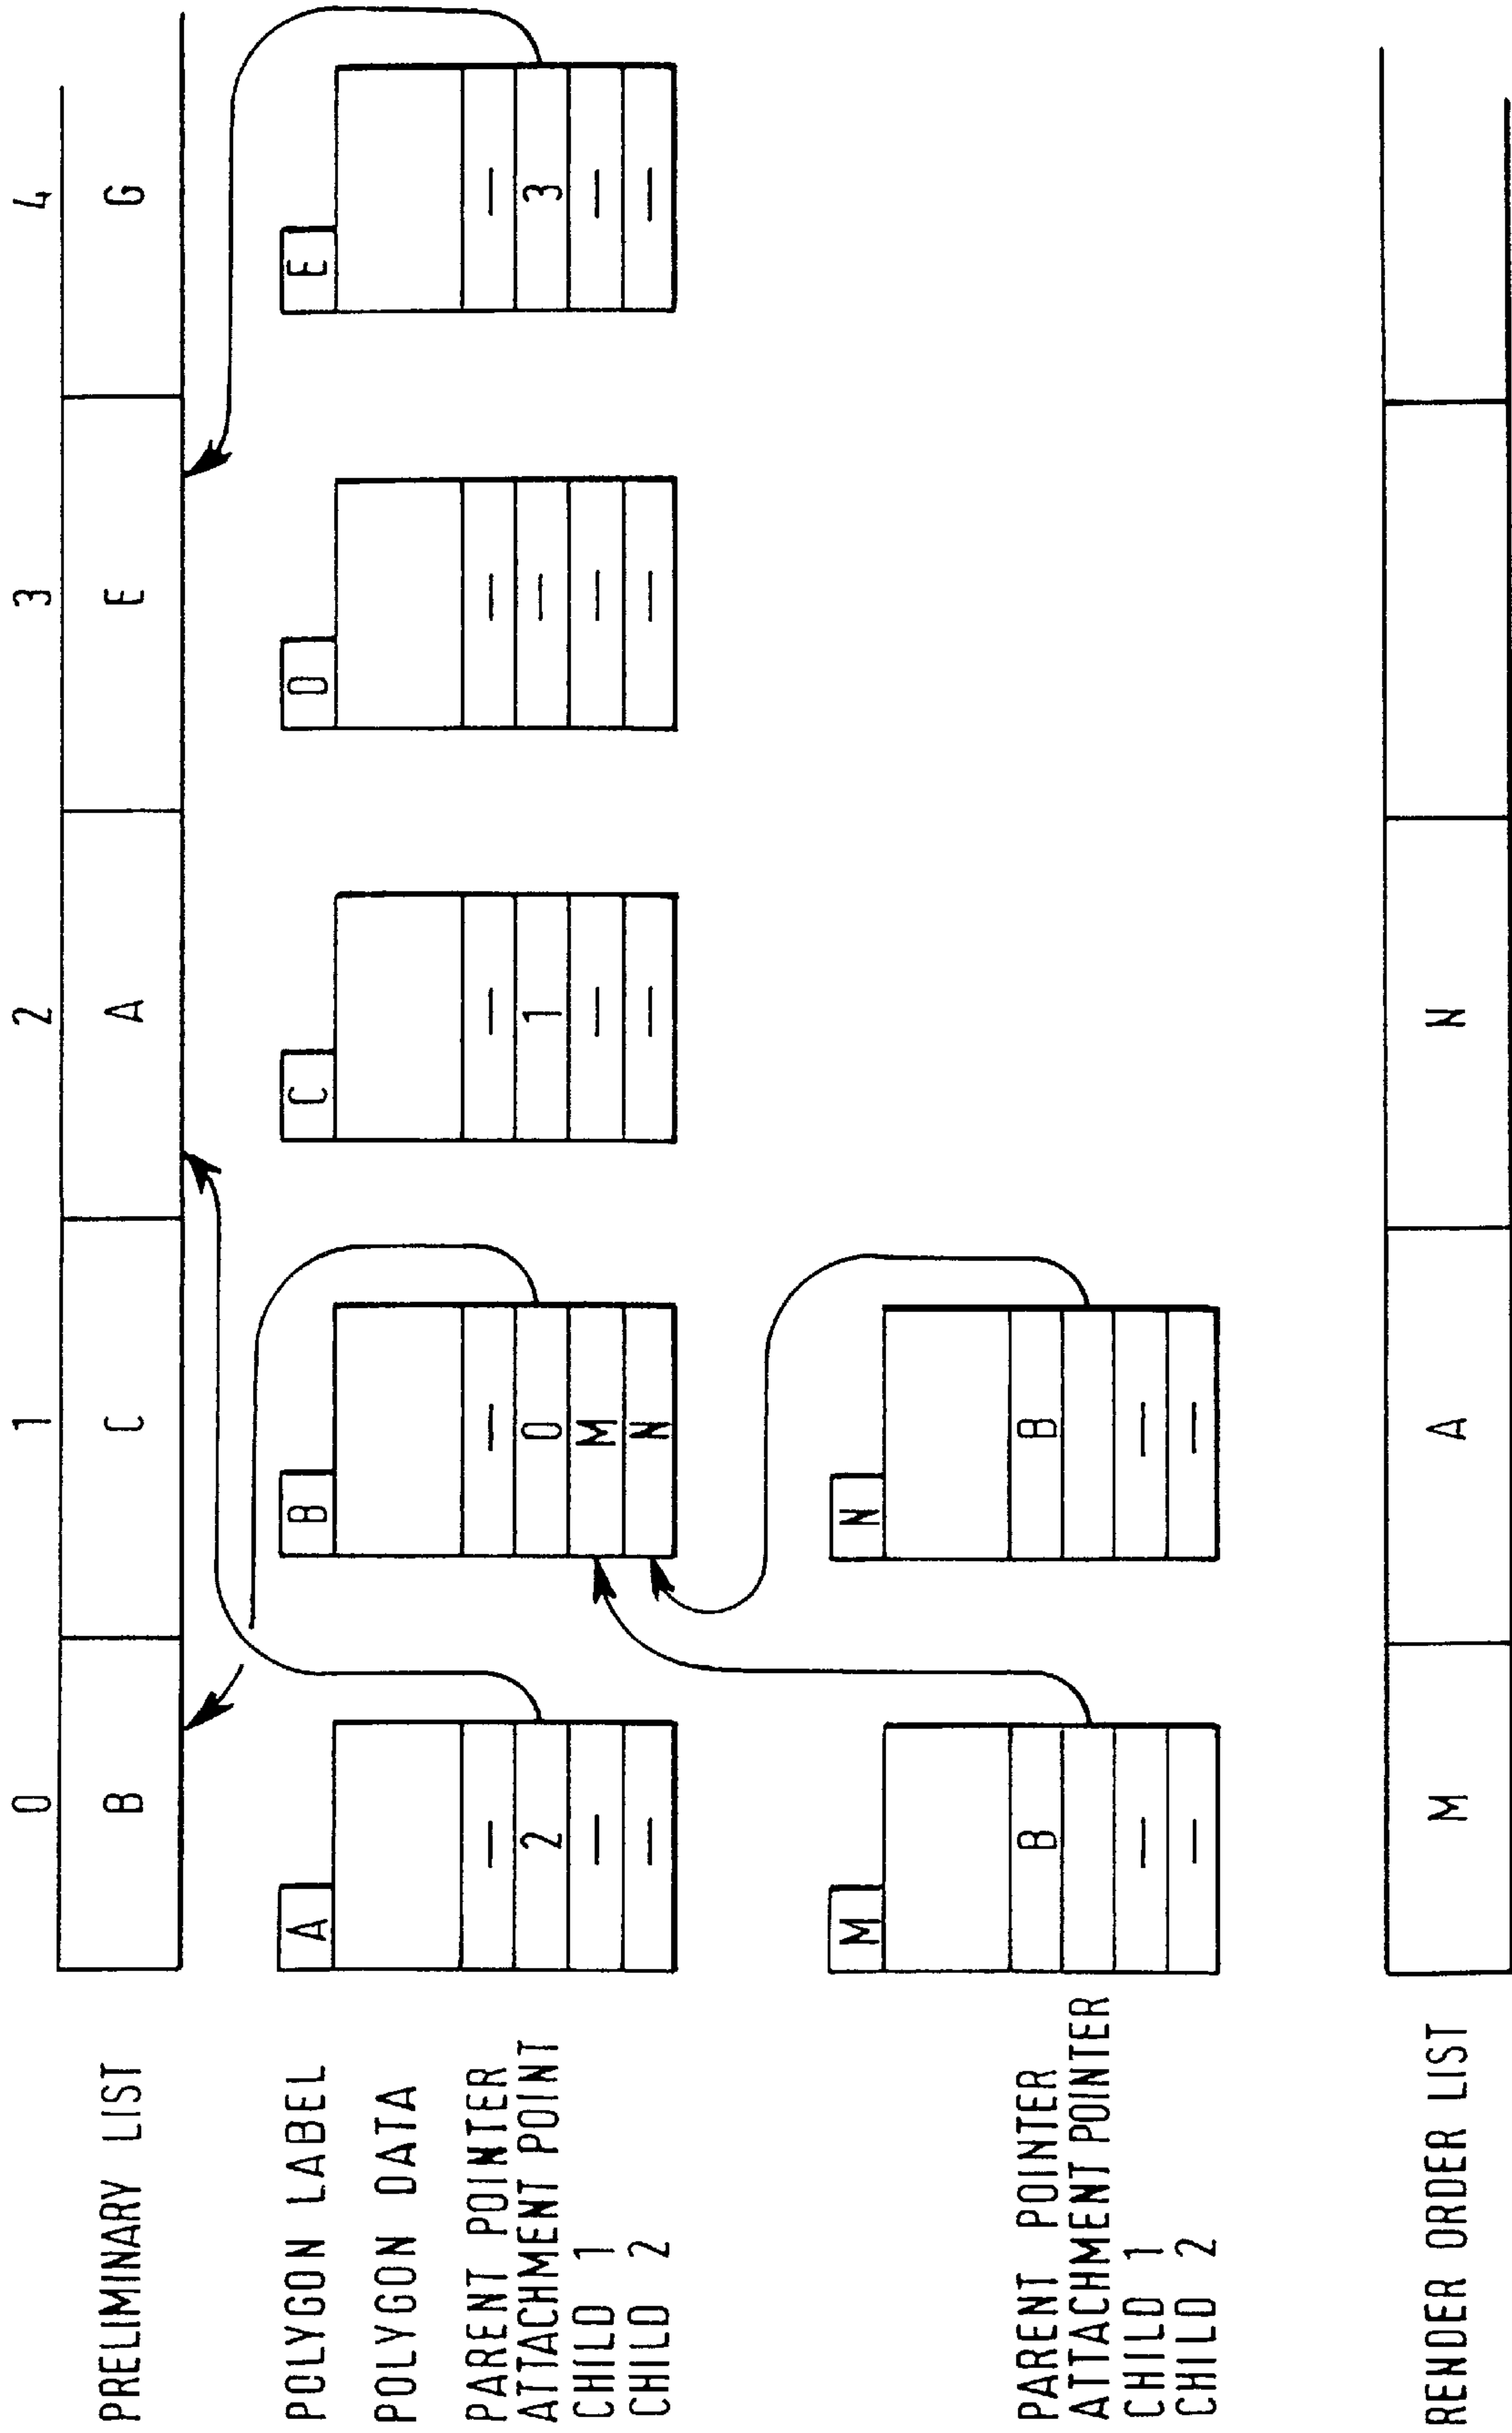 0 1 2 3 4
PRELIMINARY LIST B C A E G
POLYGON LABEL A B C D E
POLYGON DATA
PARENT POINTER — — — — —
ATTACHMENT POINT 2 0 1 — 3
CHILD 1 — M — — —
CHILD 2 — N — — —
M N
PARENT POINTER B B
ATTACHMENT POINTER
CHILD 1 — —
CHILD 2 — —
RENDER ORDER LIST M A N